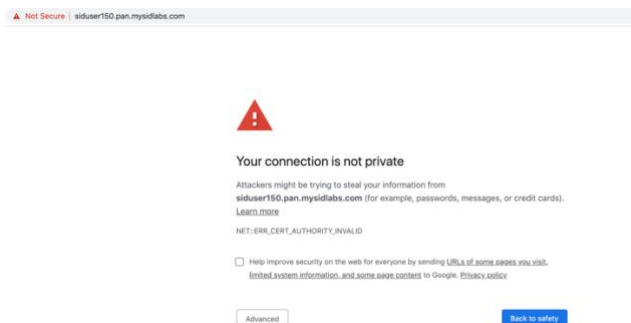 Not Secure | siduser150.pan.mysidlabs.com
Your connection is not private
Attackers might be trying to steal your information from
siduser150.pan.mysidlabs.com (for example, passwords, messages, or credit cards).
Learn more
NET::ERR_CERT_AUTHORITY_INVALID
Help improve security on the web for everyone by sending URLs of some pages you visit,
limited system information, and some page content to Google. Privacy policy
Advanced
Back to safety